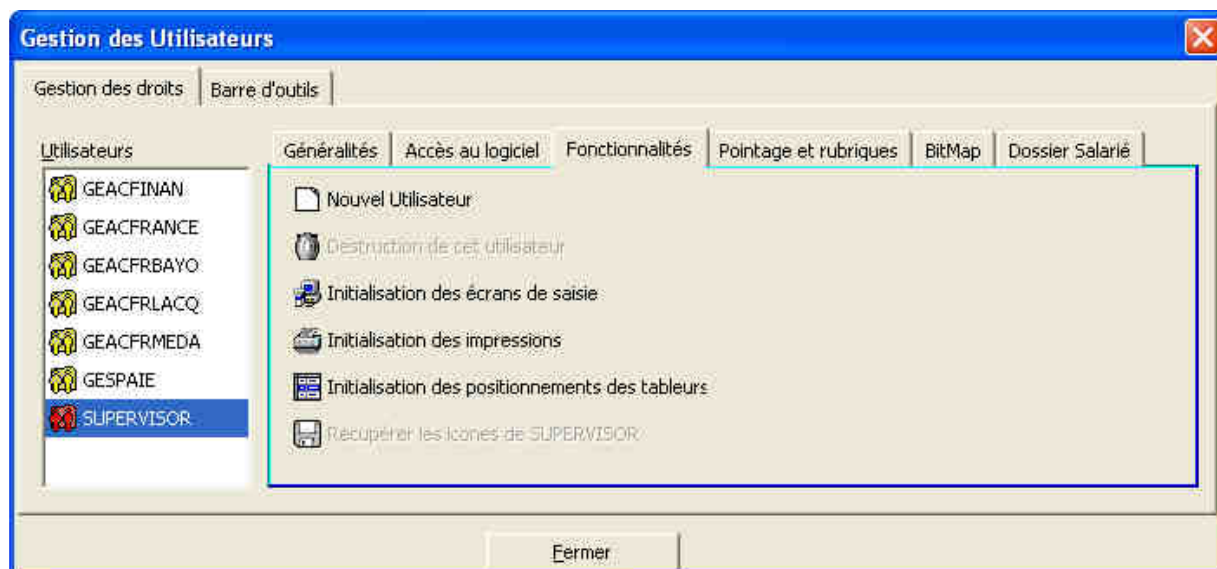 Gestion des Utilisateurs
Gestion des droits Barre d'outils
Utilisateurs
Généralités Accès au logiciel Fonctionnalités Pointage et rubriques BitMap Dossier Salarié
GEACFINAN
GEACFRANCE
GEACFRBAYO
GEACFRLACQ
GEACFRMEDA
GESPAIE
SUPERVISOR
Nouvel Utilisateur
Destruction de cet utilisateur
Initialisation des écrans de saisie
Initialisation des impressions
Initialisation des positionnements des tableurs
Récupérer les icones de SUPERVISOR
Fermer